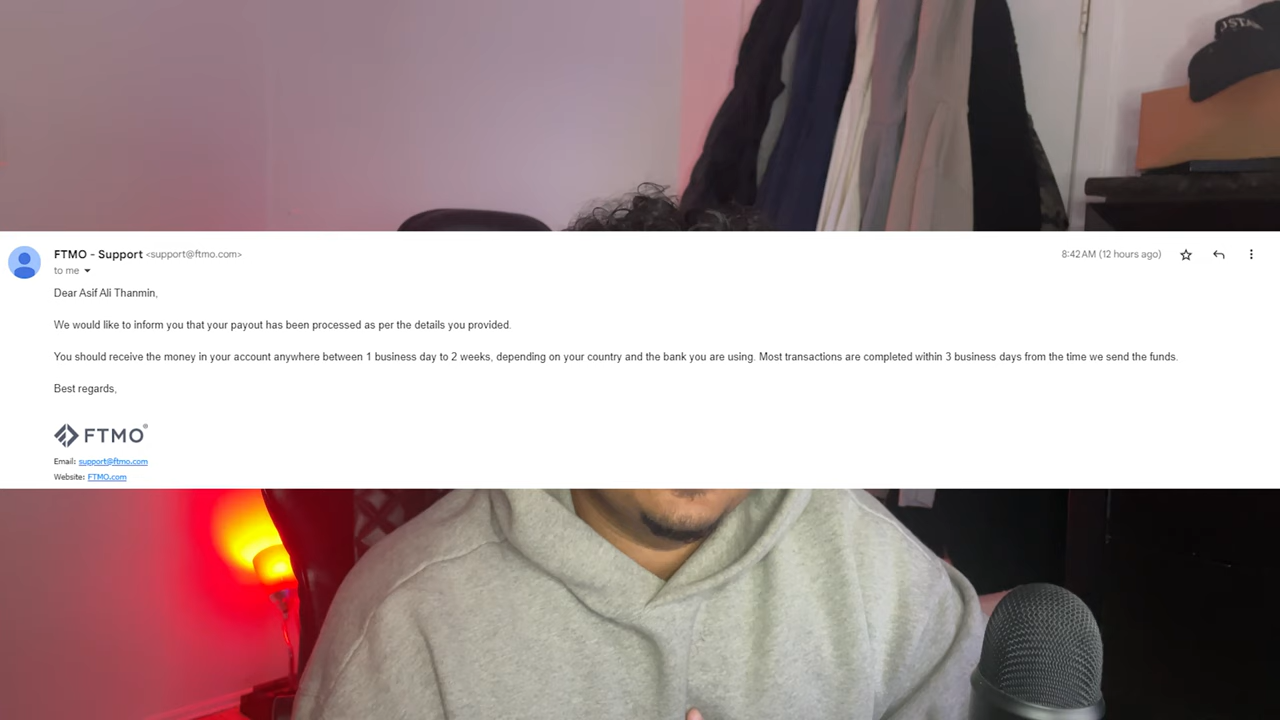 JSTA
FTMO - Support <support@ftmo.com>
8:42 AM (12 hours ago)
to me
Dear Asif Ali Thanmin,
We would like to inform you that your payout has been processed as per the details you provided.
You should receive the money in your account anywhere between 1 business day to 2 weeks, depending on your country and the bank you are using. Most transactions are completed within 3 business days from the time we send the funds.
Best regards,
FTMO®
Email: support@ftmo.com
Website: FTMO.com